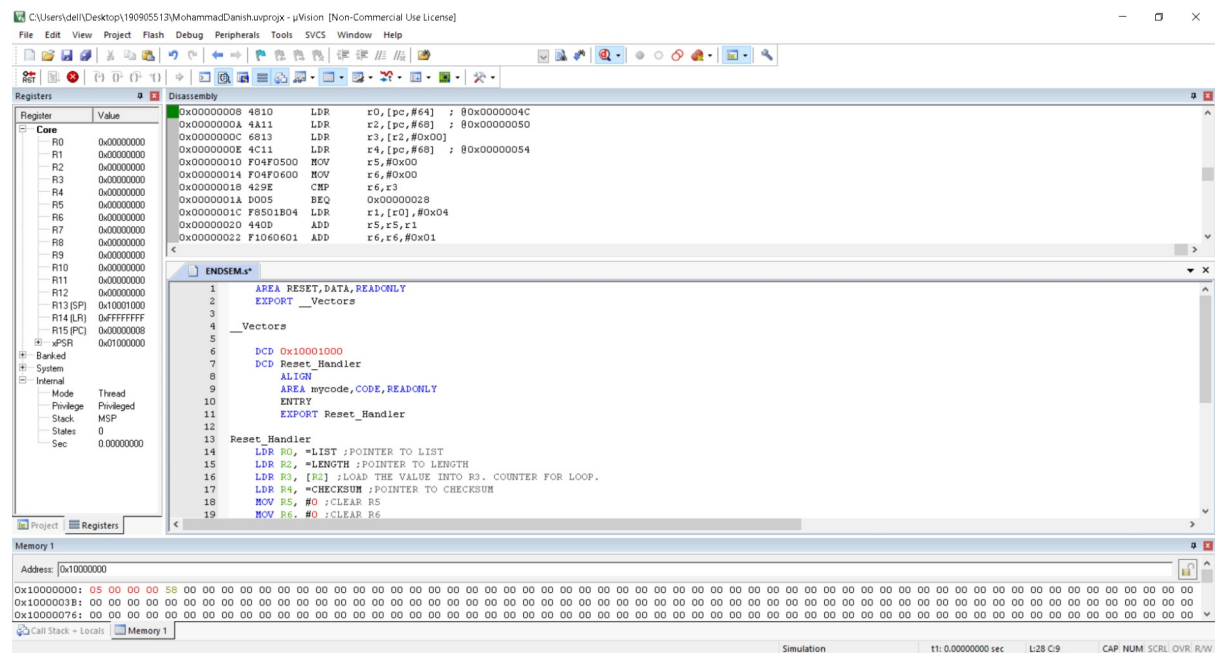 C:\Users\dell\Desktop\190905513\MohammadDanish.uvprojx - µVision [Non-Commercial Use License]
File Edit View Project Flash Debug Peripherals Tools SVCS Window Help
RST
Registers
Register Value
Core
R0 0x00000000
R1 0x00000000
R2 0x00000000
R3 0x00000000
R4 0x00000000
R5 0x00000000
R6 0x00000000
R7 0x00000000
R8 0x00000000
R9 0x00000000
R10 0x00000000
R11 0x00000000
R12 0x00000000
R13 (SP) 0x10001000
R14 (LR) 0xFFFFFFFF
R15 (PC) 0x00000008
xPSR 0x01000000
Banked
System
Internal
Mode Thread
Privilege Privileged
Stack MSP
States 0
Sec 0.00000000
Project Registers
Disassembly
0x00000008 4810 LDR r0,[pc,#64] ; @0x0000004C
0x0000000A 4A11 LDR r2,[pc,#68] ; @0x00000050
0x0000000C 6813 LDR r3,[r2,#0x00]
0x0000000E 4C11 LDR r4,[pc,#68] ; @0x00000054
0x00000010 F04F0500 MOV r5,#0x00
0x00000014 F04F0600 MOV r6,#0x00
0x00000018 429E CMP r6,r3
0x0000001A D005 BEQ 0x00000028
0x0000001C F8501B04 LDR r1,[r0],#0x04
0x00000020 440D ADD r5,r5,r1
0x00000022 F1060601 ADD r6,r6,#0x01
ENDSEM.s*
1 AREA RESET,DATA,READONLY
2 EXPORT __Vectors
3
4 __Vectors
5
6 DCD 0x10001000
7 DCD Reset_Handler
8 ALIGN
9 AREA mycode,CODE,READONLY
10 ENTRY
11 EXPORT Reset_Handler
12
13 Reset_Handler
14 LDR R0, =LIST ;POINTER TO LIST
15 LDR R2, =LENGTH ;POINTER TO LENGTH
16 LDR R3, [R2] ;LOAD THE VALUE INTO R3. COUNTER FOR LOOP.
17 LDR R4, =CHECKSUM ;POINTER TO CHECKSUM
18 MOV R5, #0 ;CLEAR R5
19 MOV R6, #0 ;CLEAR R6
Memory 1
Address: 0x10000000
0x10000000: 05 00 00 00 58 00 00 00 00 00 00 00 00 00 00 00 00 00 00 00 00 00 00 00 00 00 00 00 00 00 00 00 00 00 00 00 00 00 00 00 00 00 00 00 00 00 00 00 00 00 00 00 00 00 00 00 00 00 00
0x1000003B: 00 00 00 00 00 00 00 00 00 00 00 00 00 00 00 00 00 00 00 00 00 00 00 00 00 00 00 00 00 00 00 00 00 00 00 00 00 00 00 00 00 00 00 00 00 00 00 00 00 00 00 00 00 00 00 00 00 00 00
0x10000076: 00 00 00 00 00 00 00 00 00 00 00 00 00 00 00 00 00 00 00 00 00 00 00 00 00 00 00 00 00 00 00 00 00 00 00 00 00 00 00 00 00 00 00 00 00 00 00 00 00 00 00 00 00 00 00 00 00 00 00
Call Stack + Locals Memory 1
Simulation t1: 0.00000000 sec L:28 C:9 CAP NUM SCRL OVR R/W